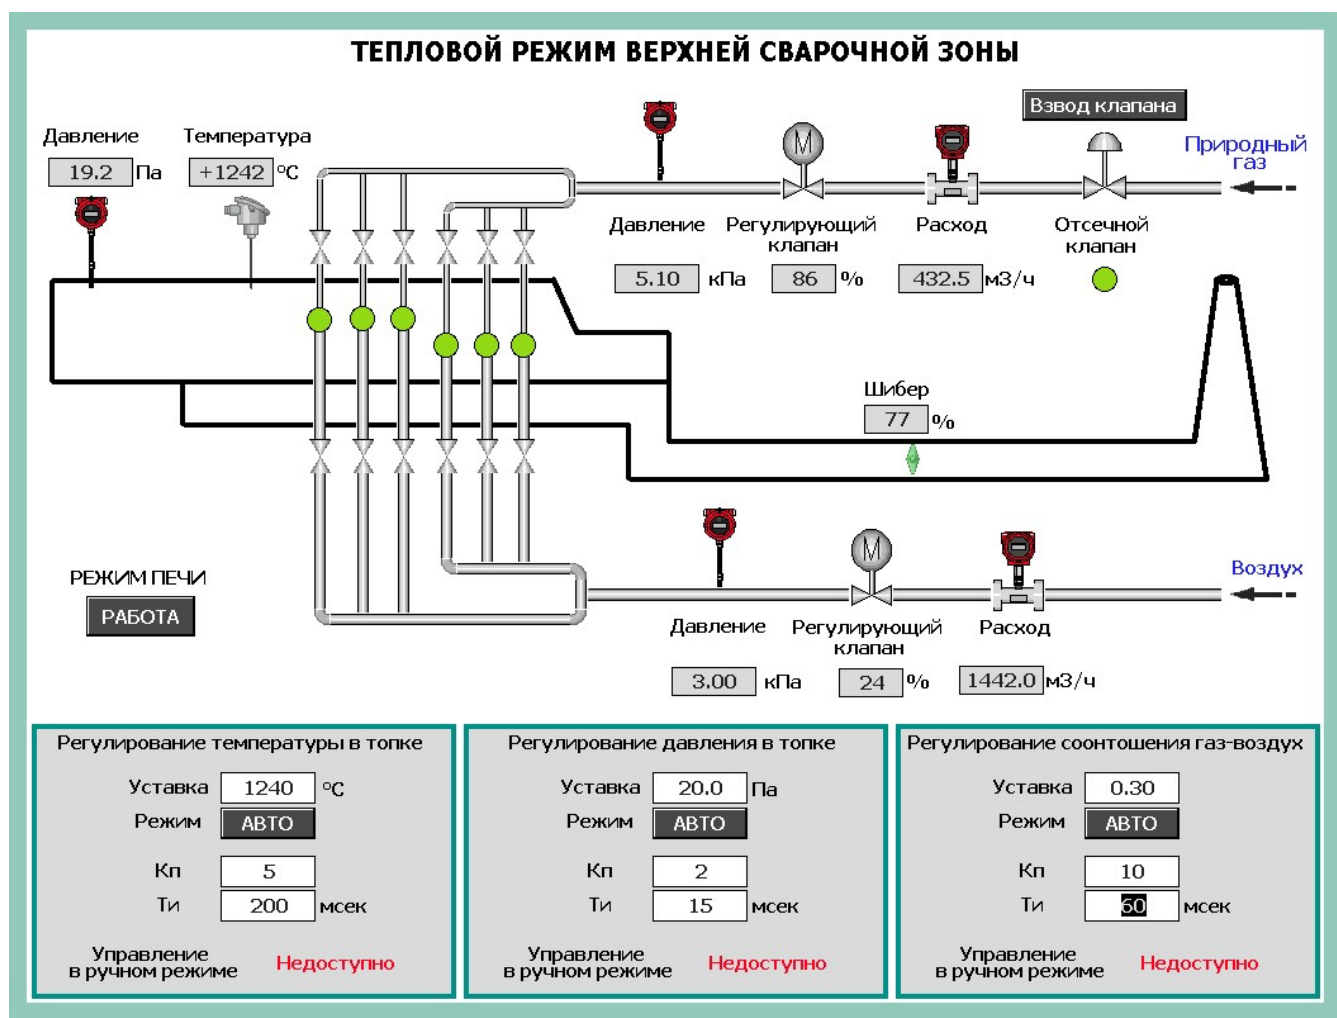 ТЕПЛОВОЙ РЕЖИМ ВЕРХНЕЙ СВАРОЧНОЙ ЗОНЫ
Взвод клапана
Давление
Температура
Природный
газ
19.2 Па
+1242 °C
М
Давление
Регулирующий
клапан
Расход
Отсечной
клапан
5.10 кПа
86 %
432.5 м3/ч
Шибер
77 %
М
Воздух
РЕЖИМ ПЕЧИ
РАБОТА
Давление
Регулирующий
клапан
Расход
3.00 кПа
24 %
1442.0 м3/ч
Регулирование температуры в топке
Уставка 1240 °C
Режим АВТО
Кп 5
Ти 200 мсек
Управление
в ручном режиме
Недоступно
Регулирование давления в топке
Уставка 20.0 Па
Режим АВТО
Кп 2
Ти 15 мсек
Управление
в ручном режиме
Недоступно
Регулирование соонтошения газ-воздух
Уставка 0.30
Режим АВТО
Кп 10
Ти 60 мсек
Управление
в ручном режиме
Недоступно